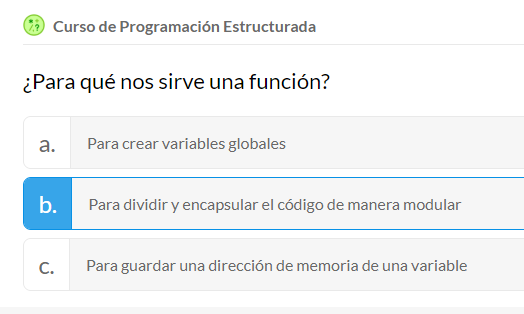 Curso de Programación Estructurada
¿Para qué nos sirve una función?
a. Para crear variables globales
b. Para dividir y encapsular el código de manera modular
c. Para guardar una dirección de memoria de una variable